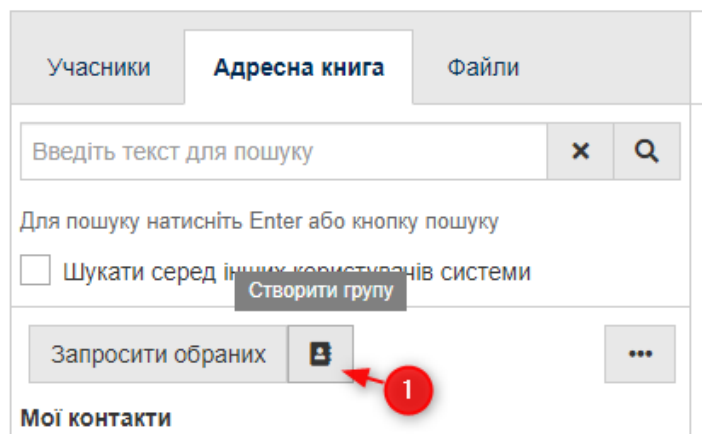 Учасники Адресна книга Файли
Введіть текст для пошуку
Для пошуку натисніть Enter або кнопку пошуку
Шукати серед інших користувачів системи
Створити групу
Запросити обраних
1
Мої контакти